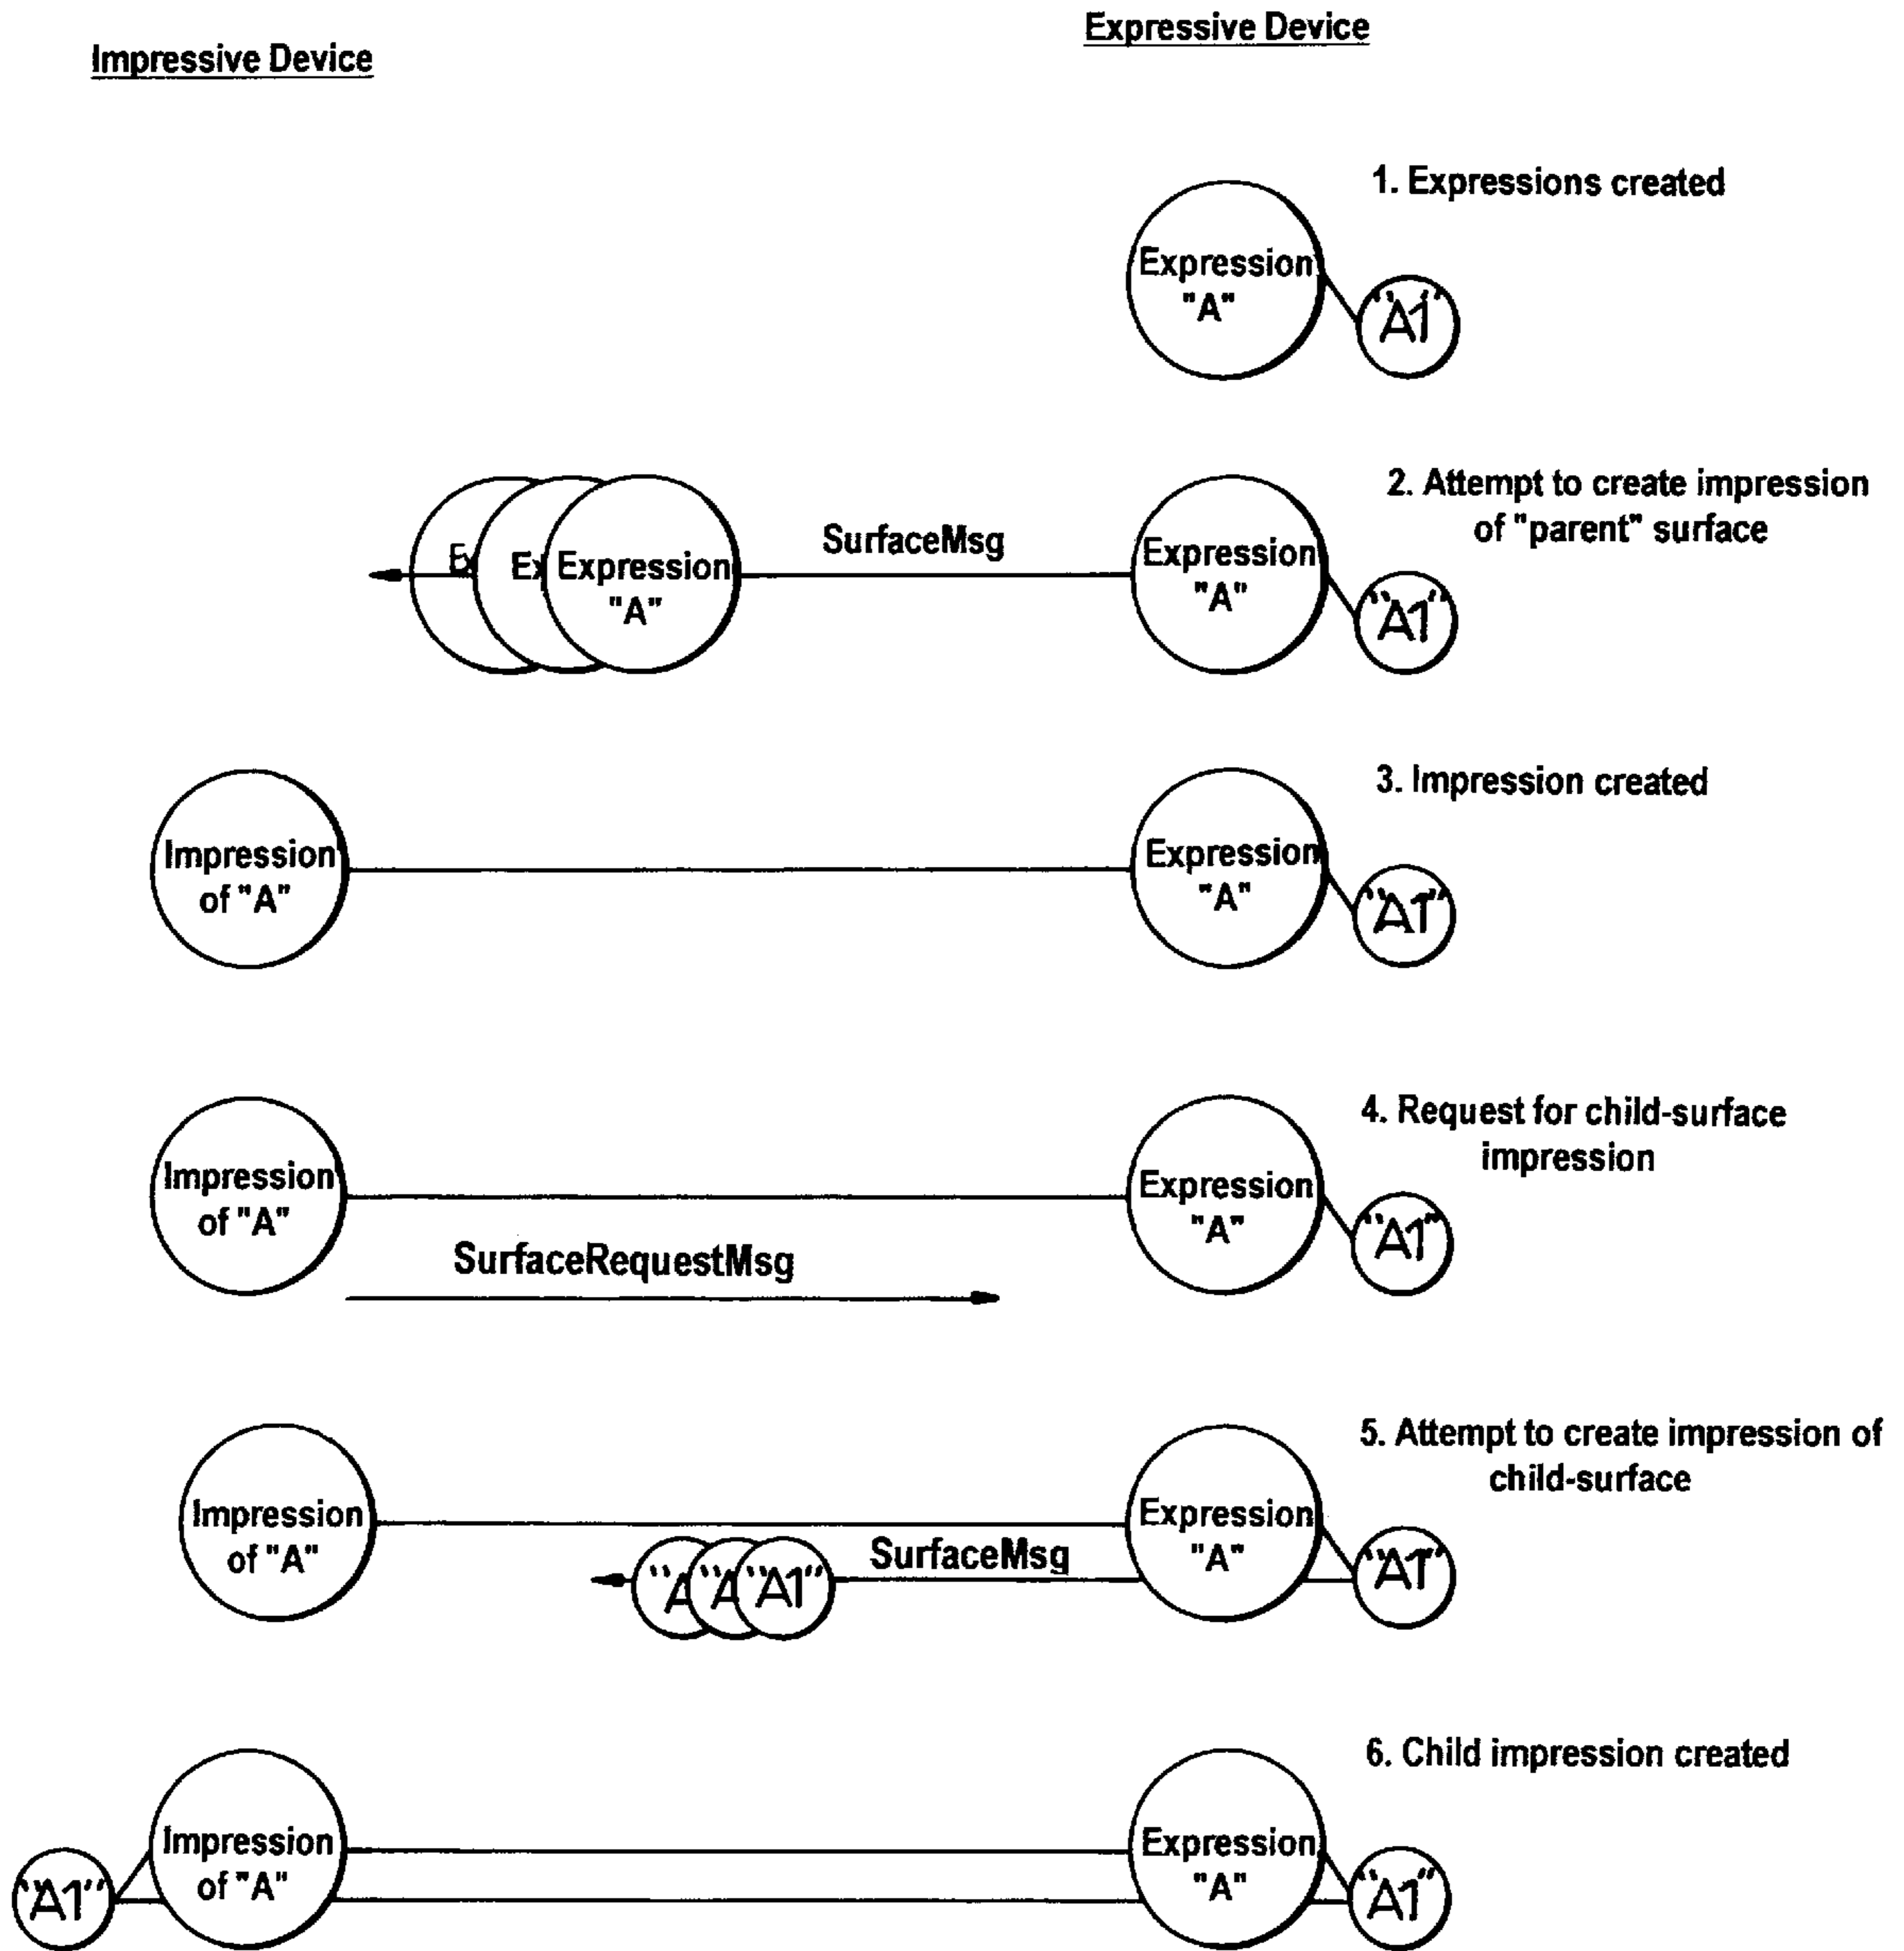 Impressive Device
Expressive Device
1. Expressions created
Expression
"A"
"A1"
2. Attempt to create impression
of "parent" surface
Ex
Ex
Expression
"A"
SurfaceMsg
Expression
"A"
"A1"
3. Impression created
Impression
of "A"
Expression
"A"
"A1"
4. Request for child-surface
impression
Impression
of "A"
Expression
"A"
"A1"
SurfaceRequestMsg
5. Attempt to create impression of
child-surface
Impression
of "A"
"A
"A
"A1"
SurfaceMsg
Expression
"A"
"A1"
6. Child impression created
"A1"
Impression
of "A"
Expression
"A"
"A1"